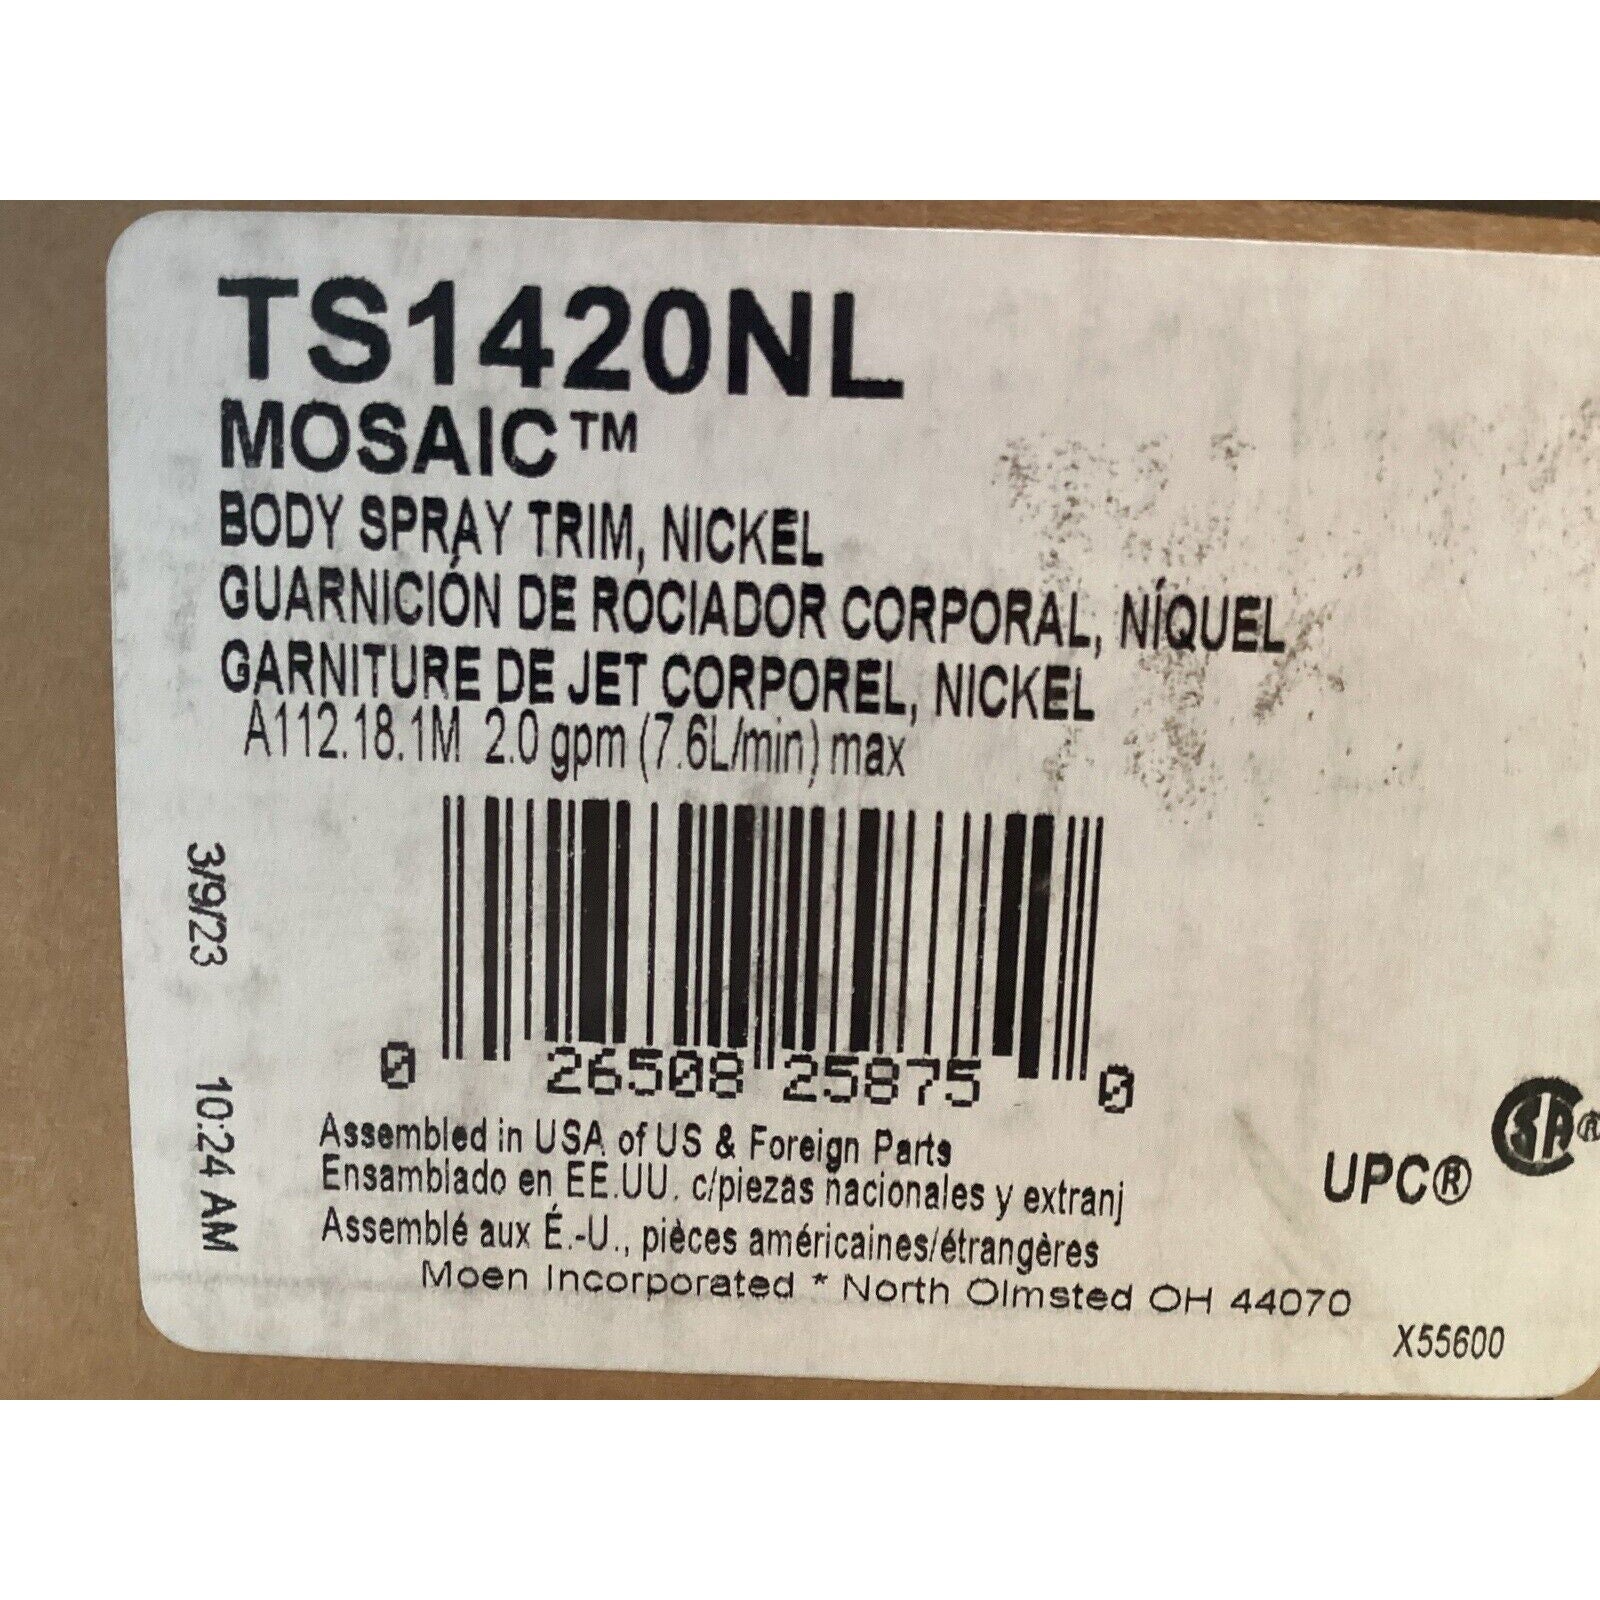 TS1420NL
MOSAIC™
BODY SPRAY TRIM, NICKEL
GUARNICIÓN DE ROCIADOR CORPORAL, NÍQUEL
GARNITURE DE JET CORPOREL, NICKEL
A112.18.1M 2.0 gpm (7.6L/min) max
3/9/23 10:24 AM
0 26508 25875 0
Assembled in USA of US & Foreign Parts
Ensamblado en EE.UU. c/piezas nacionales y extranj
Assemblé aux É.-U., pièces américaines/étrangères
Moen Incorporated * North Olmsted OH 44070
UPC® CSA®
X55600